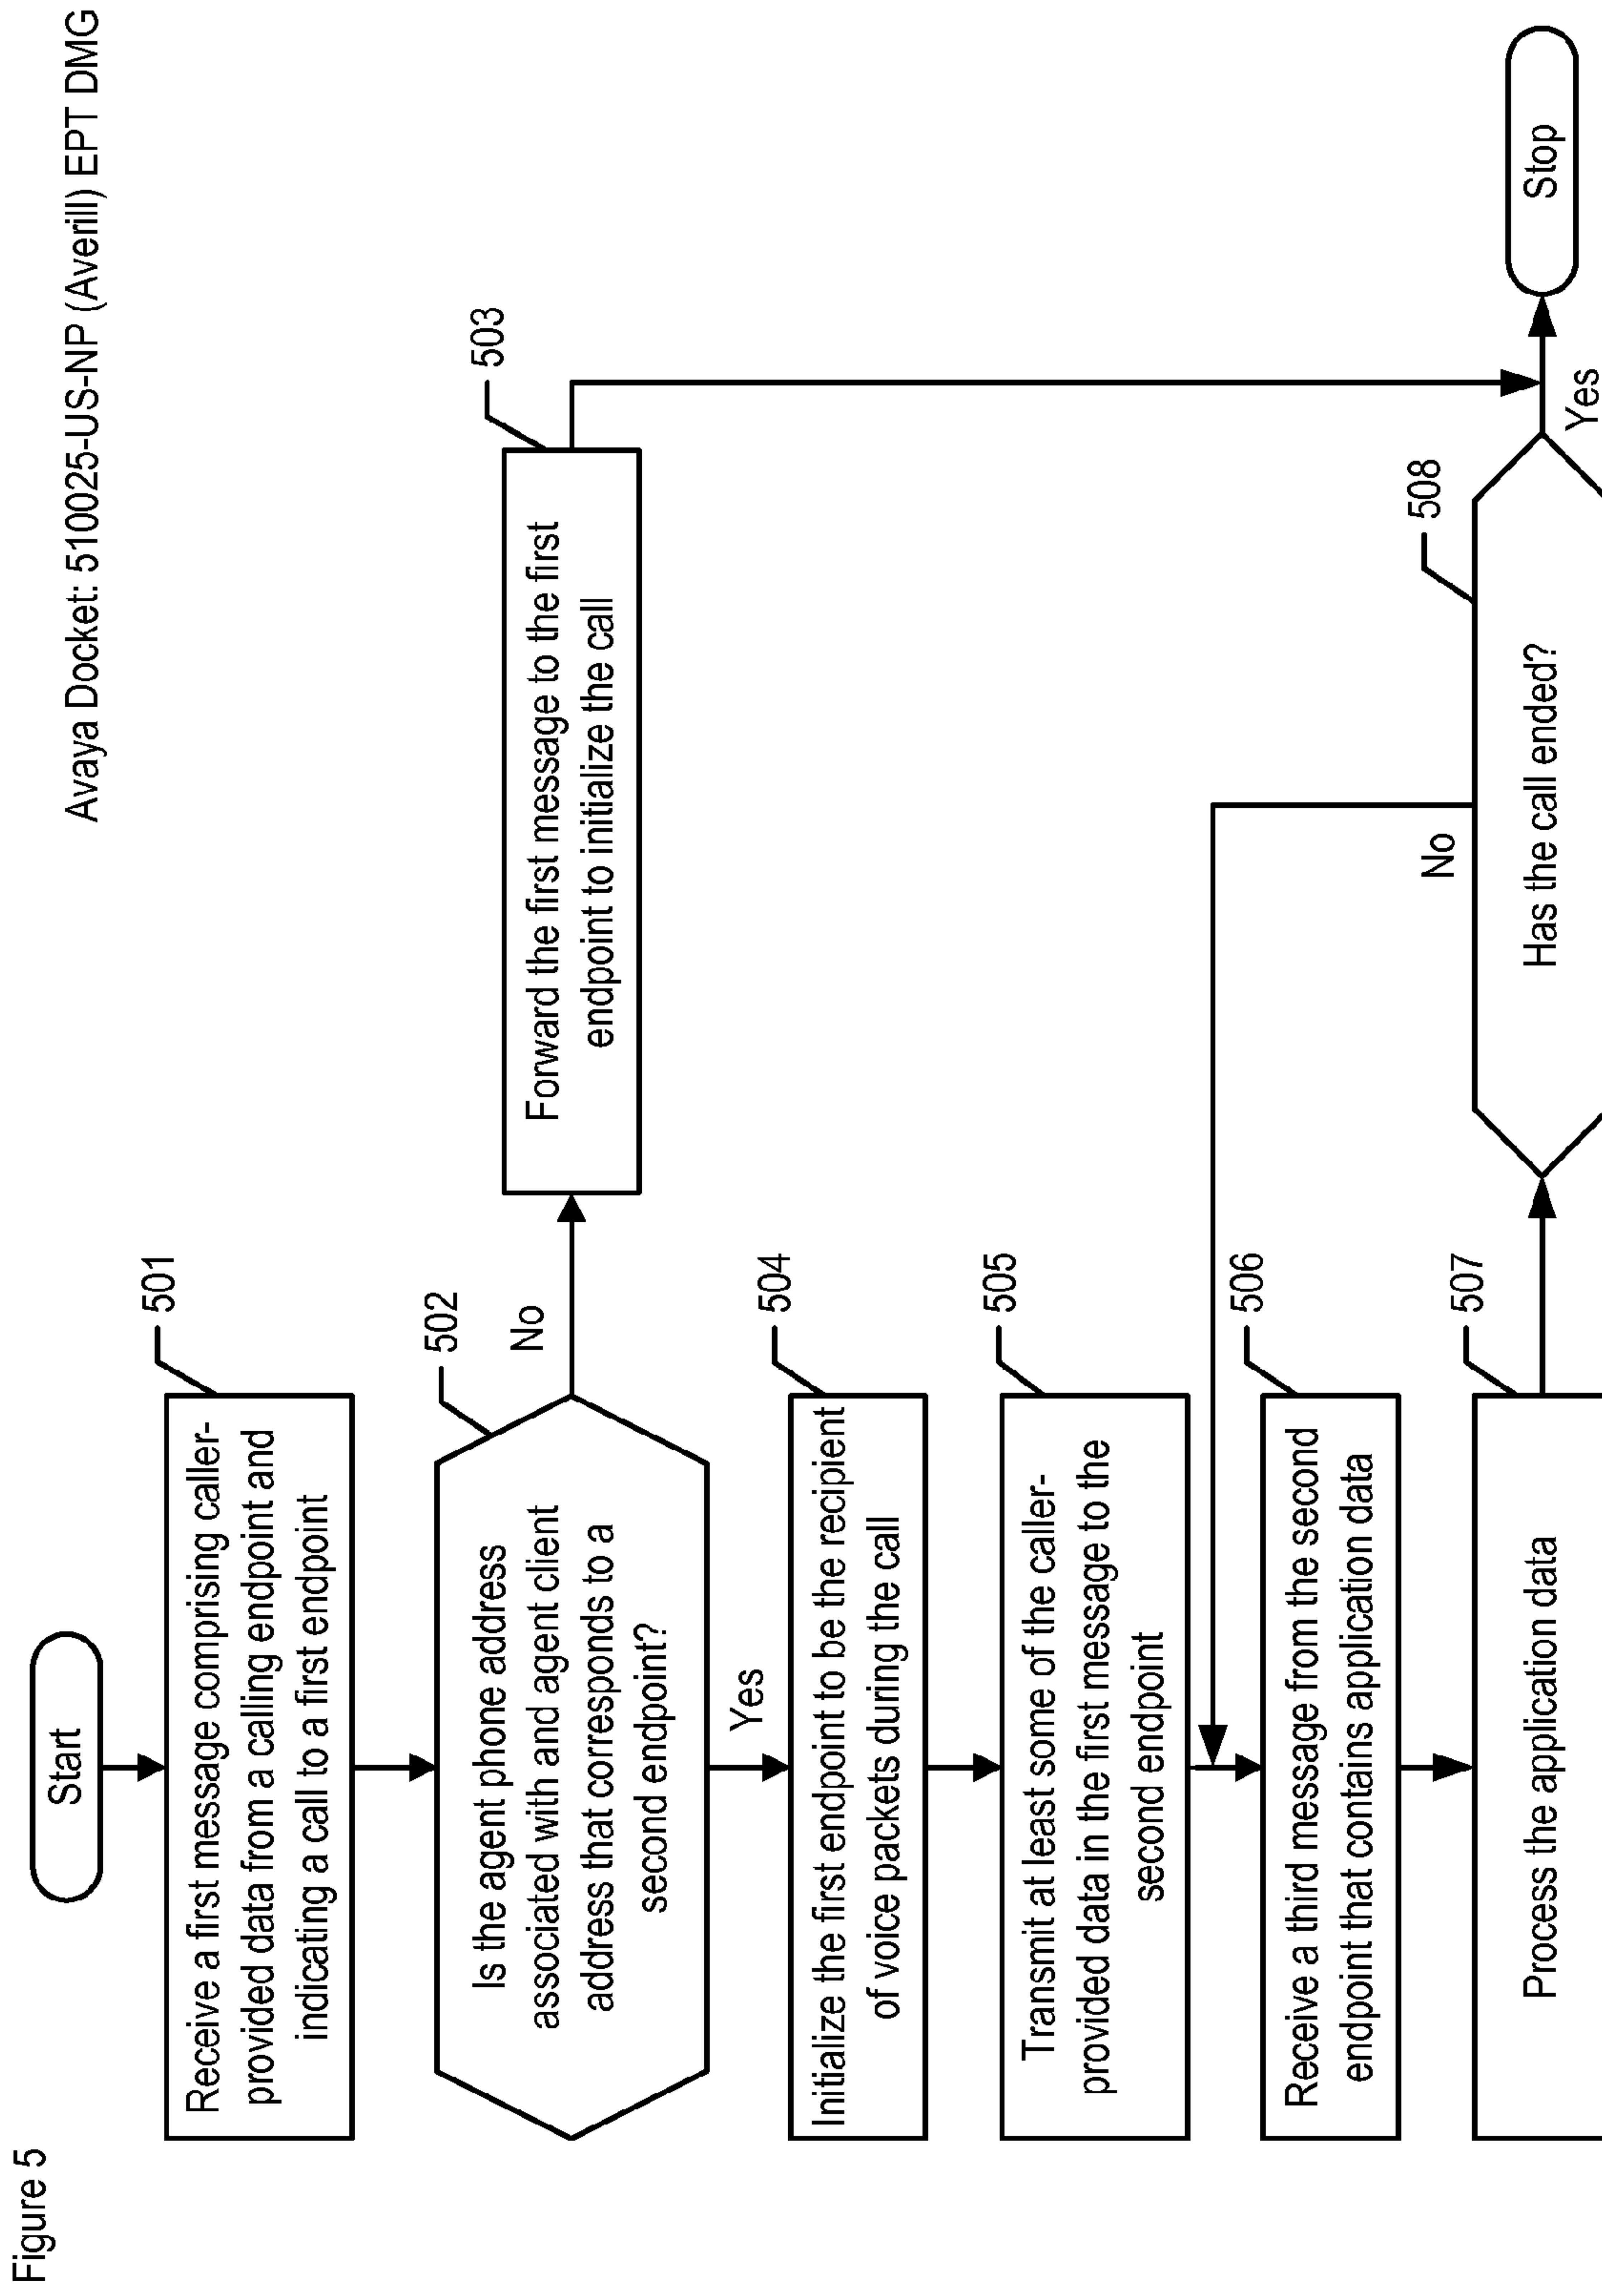 Figure 5
Avaya Docket: 510025-US-NP (Averill) EPT DMG
Start
501
Receive a first message comprising caller-
provided data from a calling endpoint and
indicating a call to a first endpoint
502
Is the agent phone address
associated with and agent client
address that corresponds to a
second endpoint?
No
503
Forward the first message to the first
endpoint to initialize the call
Yes
504
Initialize the first endpoint to be the recipient
of voice packets during the call
505
Transmit at least some of the caller-
provided data in the first message to the
second endpoint
506
Receive a third message from the second
endpoint that contains application data
507
Process the application data
No
508
Has the call ended?
Yes
Stop